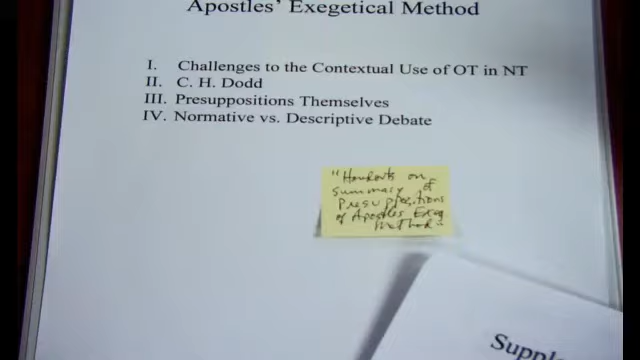 Apostles’ Exegetical Method
I. Challenges to the Contextual Use of OT in NT
II. C. H. Dodd
III. Presuppositions Themselves
IV. Normative vs. Descriptive Debate
"Handouts on
summary of
Presuppositions
of Apostles Exeg
Method"